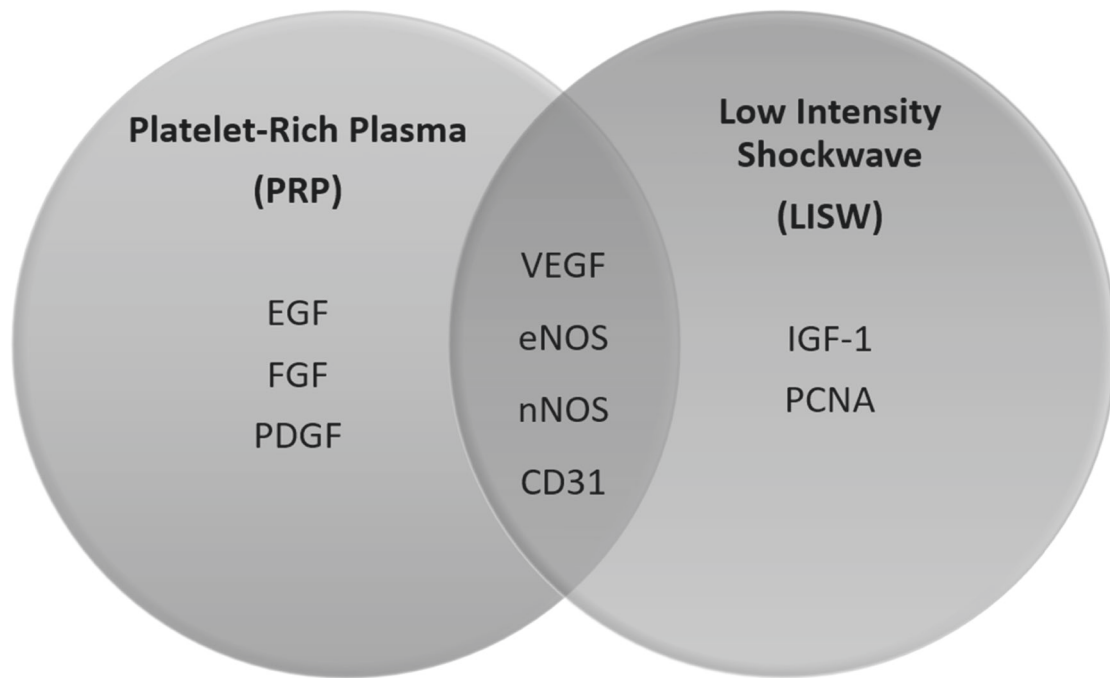 Platelet-Rich Plasma
(PRP)
EGF
FGF
PDGF
VEGF
eNOS
nNOS
CD31
Low Intensity
Shockwave
(LISW)
IGF-1
PCNA